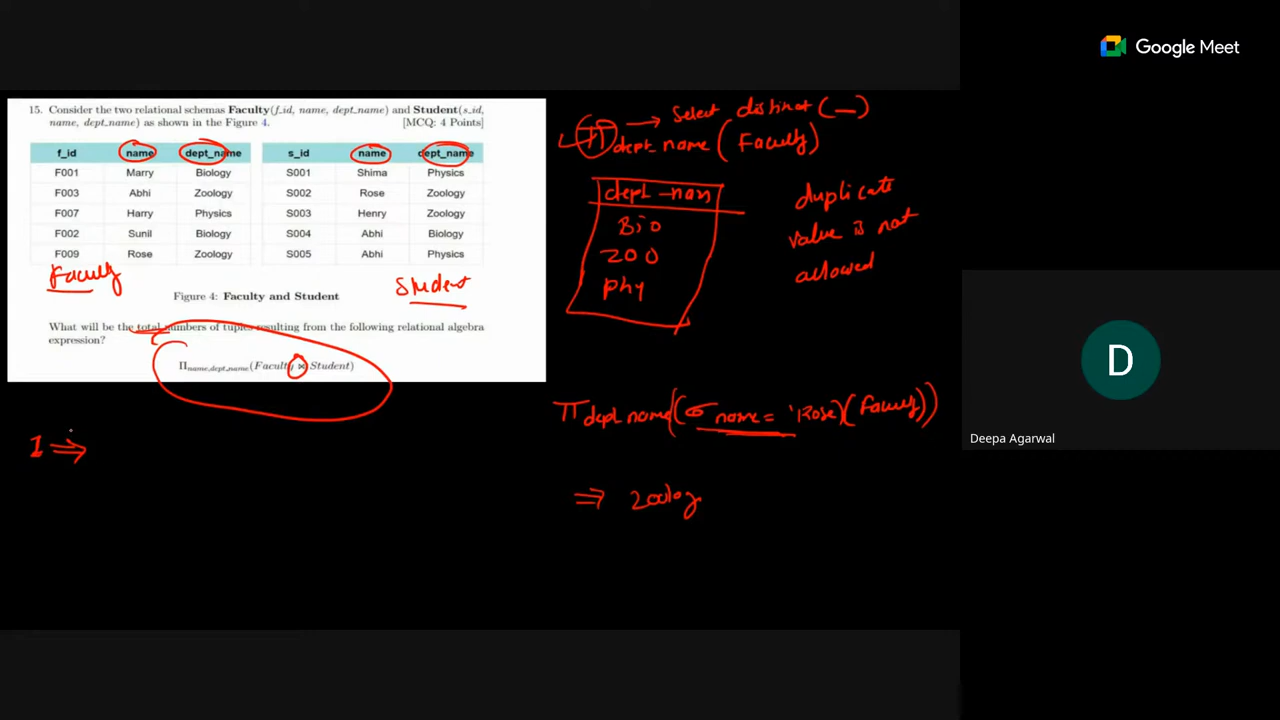 Google Meet
15. Consider the two relational schemas Faculty(f_id, name, dept_name) and Student(s_id,
name, dept_name) as shown in the Figure 4. [MCQ: 4 Points]
f_id name dept_name s_id name dept_name
F001 Marry Biology S001 Shima Physics
F003 Abhi Zoology S002 Rose Zoology
F007 Harry Physics S003 Henry Zoology
F002 Sunil Biology S004 Abhi Biology
F009 Rose Zoology S005 Abhi Physics
Faculty Student
Figure 4: Faculty and Student
What will be the total numbers of tuples resulting from the following relational algebra
expression?
Π name,dept_name (Faculty ⋈ Student)
1 ⇒
Π → Select distinct (_)
dept_name (Faculty)
dept-nam
Bio
Zoo
phy
duplicate
value is not
allowed
Π dept name ((σ name = 'Rose) (Faculty))
⇒ Zoolog
D
Deepa Agarwal